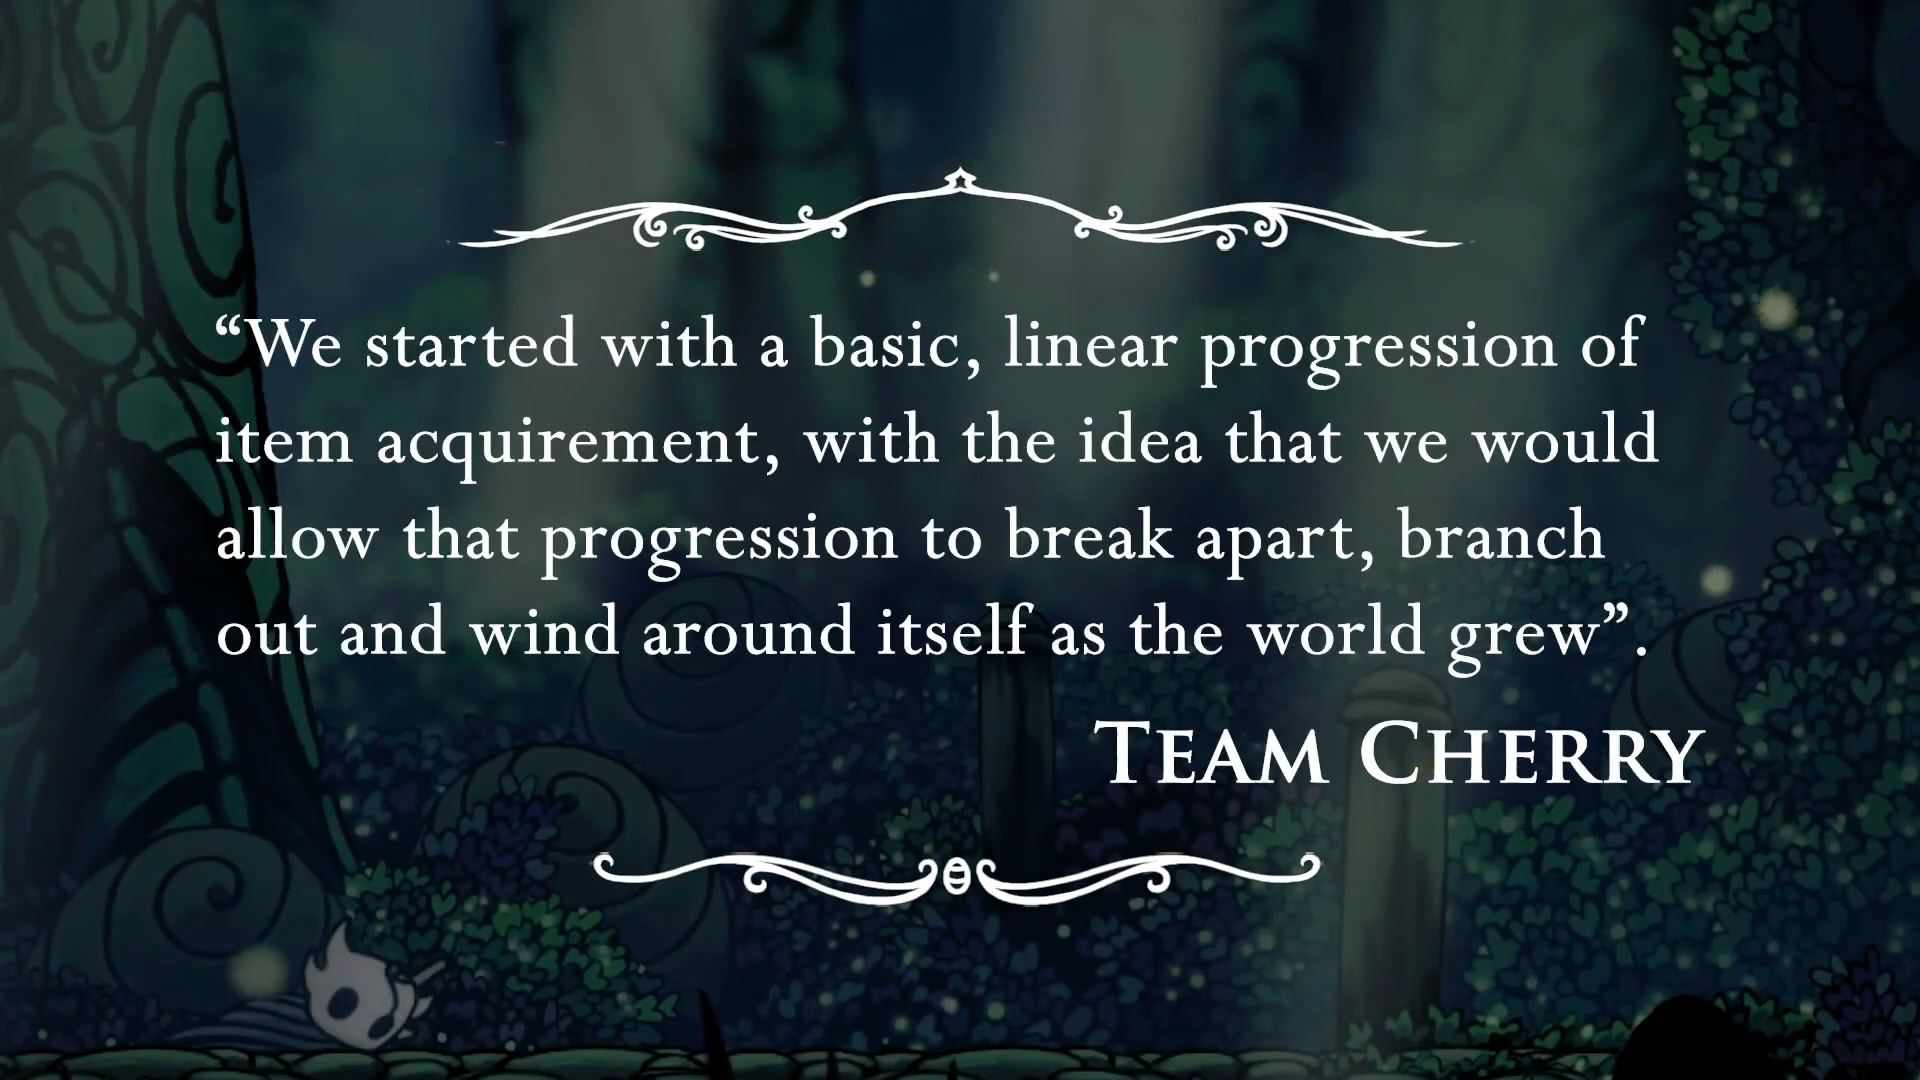 “We started with a basic, linear progression of
item acquirement, with the idea that we would
allow that progression to break apart, branch
out and wind around itself as the world grew”.
TEAM CHERRY